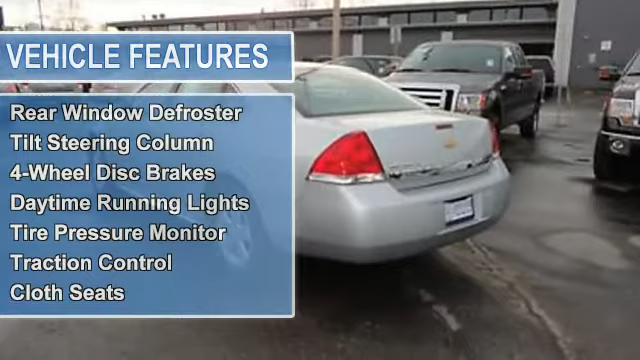 VEHICLE FEATURES
Rear Window Defroster
Tilt Steering Column
4-Wheel Disc Brakes
Daytime Running Lights
Tire Pressure Monitor
Traction Control
Cloth Seats